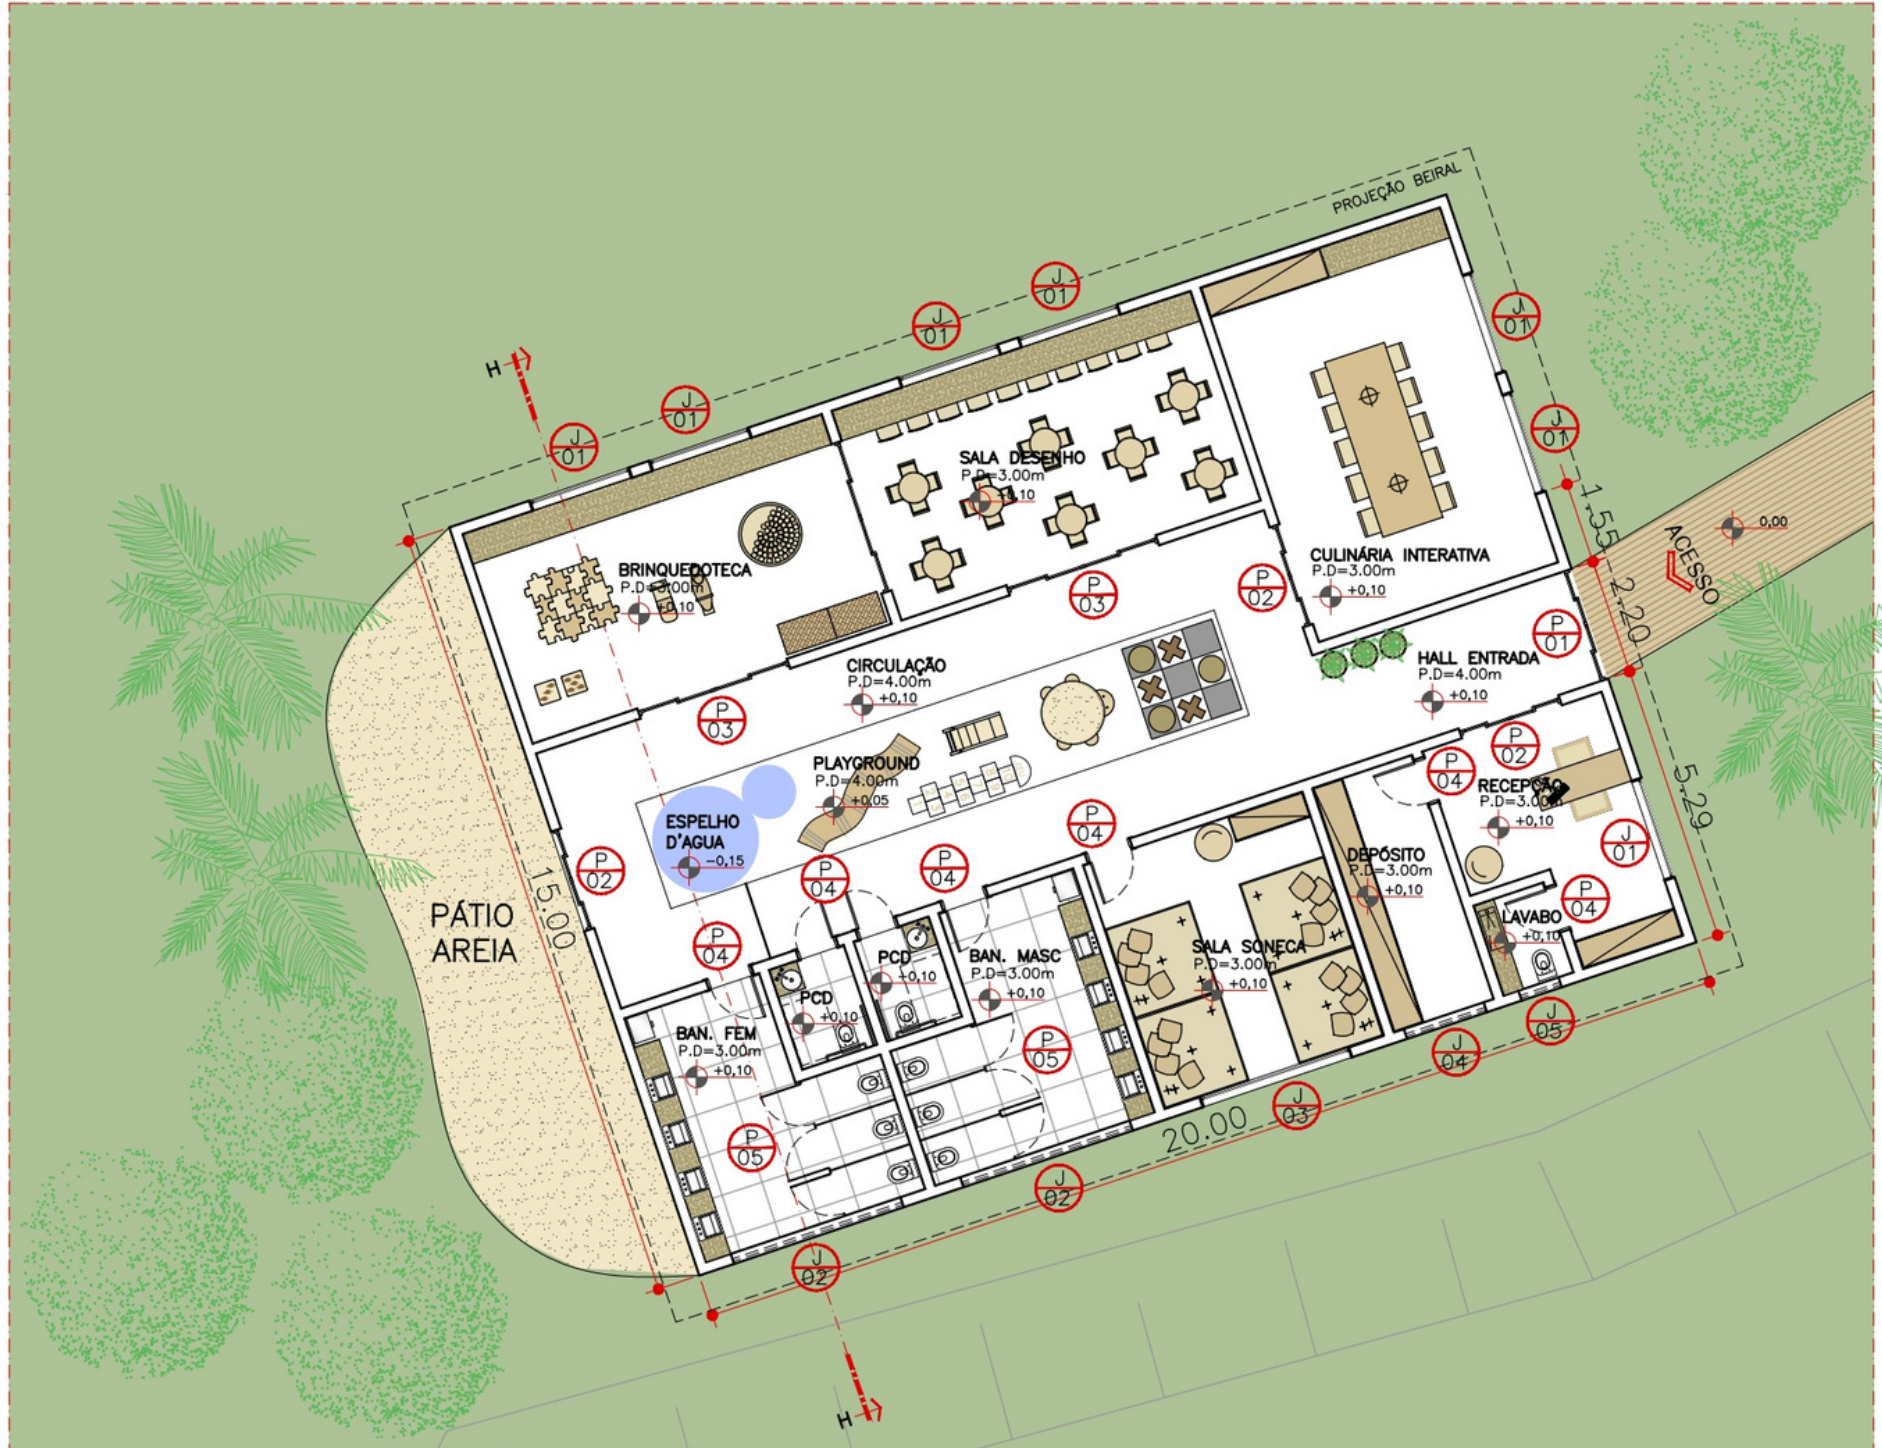 PROJEÇÃO BEIRAL
J
01
J
01
J
01
J
01
J
01
J
01
H
SALA DESENHO
P.D=3.00m
+0,10
CULINÁRIA INTERATIVA
P.D=3.00m
+0,10
1.55
ACESSO
0,00
2.20
BRINQUEDOTECA
P.D=3.00m
+0,10
P
03
P
02
P
01
CIRCULAÇÃO
P.D=4.00m
+0,10
HALL ENTRADA
P.D=4.00m
+0,10
P
03
P
02
P
04
PLAYGROUND
P.D=4.00m
+0,05
RECEPÇÃO
P.D=3.00m
+0,10
5.29
ESPELHO
D'AGUA
-0,15
P
04
J
01
P
02
P
04
P
04
DEPÓSITO
P.D=3.00m
+0,10
P
04
15.00
PÁTIO
AREIA
P
04
LAVABO
+0,10
PCD
+0,10
BAN. MASC
P.D=3.00m
+0,10
SALA SONECA
P.D=3.00m
+0,10
PCD
+0,10
BAN. FEM
P.D=3.00m
+0,10
P
05
J
05
J
04
P
05
J
03
20.00
J
02
J
02
H